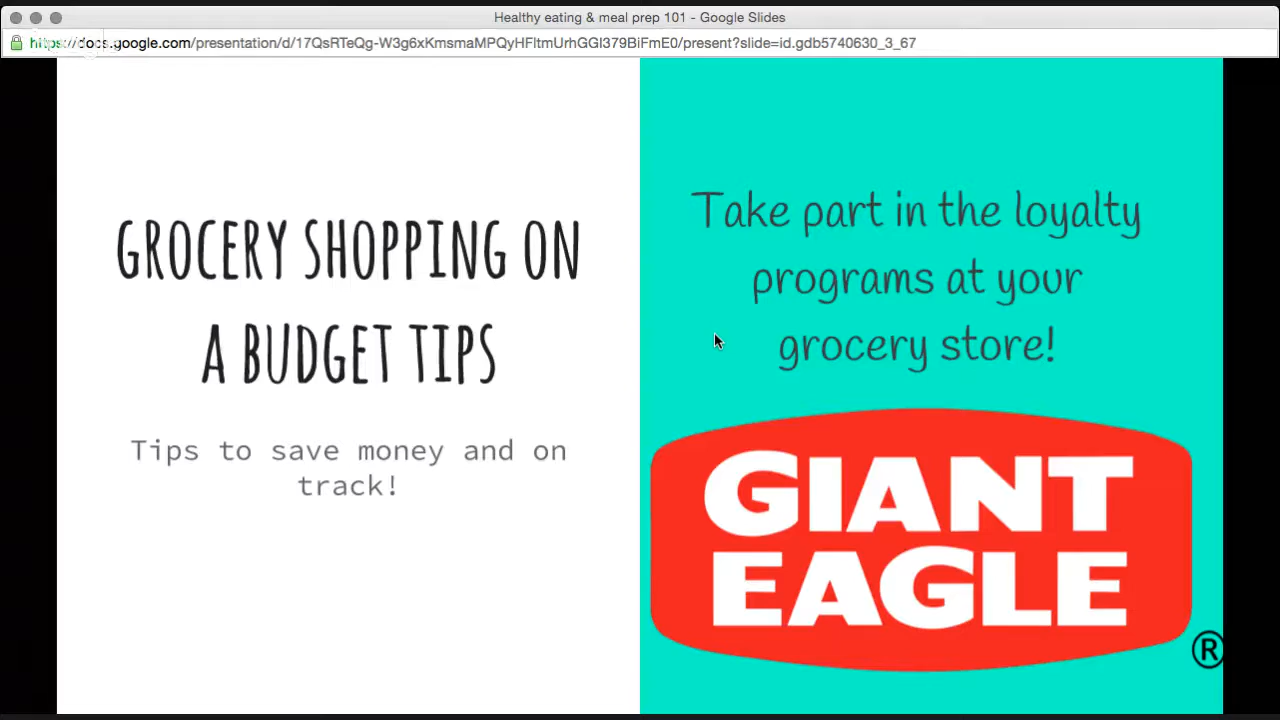 Healthy eating & meal prep 101 - Google Slides
https://docs.google.com/presentation/d/17QsRTeQg-W3g6xKmsmaMPQyHFltmUrhGGl379BiFmE0/present?slide=id.gdb5740630_3_67
GROCERY SHOPPING ON
A BUDGET TIPS
Tips to save money and on
track!
Take part in the loyalty
programs at your
grocery store!
GIANT
EAGLE
®